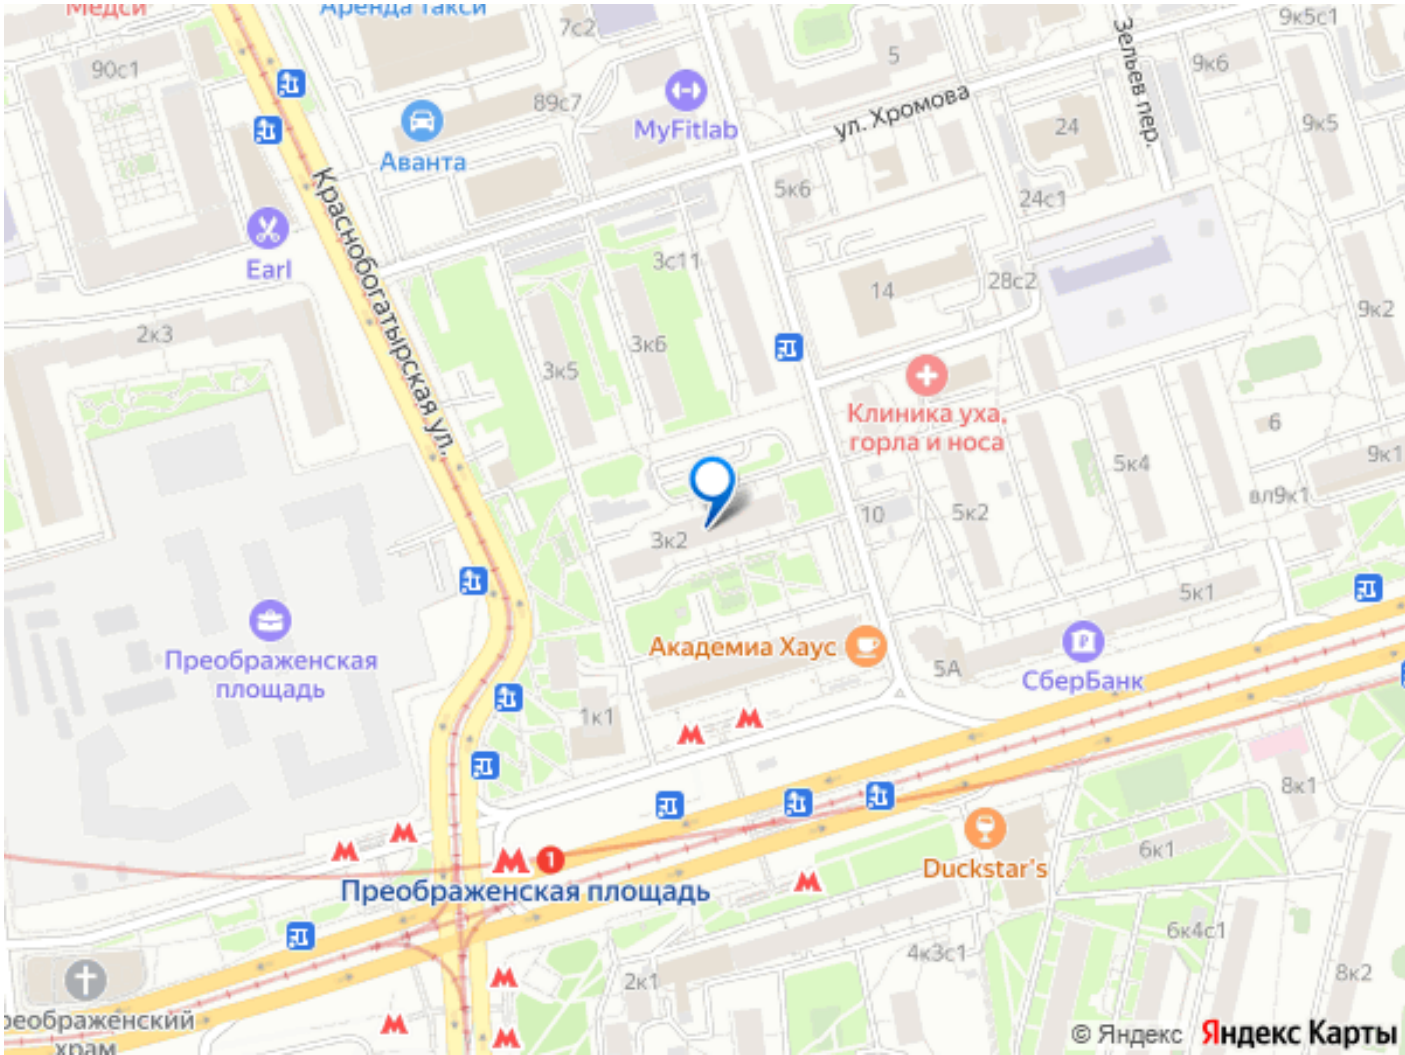 Медси
Аренда такси
7с2
9к5с1
90с1
5
Зельев пер.
9к6
89с7
MyFitlab
ул. Хромова
24
9к5
Аванта
Краснобогатырская ул.
5к6
24с1
Earl
3с11
14
28с2
9к2
2к3
3к6
3к5
Клиника уха,
горла и носа
6
5к4
9к1
вл9к1
3к2
10
5к2
5к1
Преображенская
площадь
Академиа Хаус
5А
СберБанк
1к1
8к1
1
Преображенская площадь
Duckstar's
6к1
6к4с1
4к3с1
2к1
8к2
реображенский
храм
© Яндекс Яндекс Карты